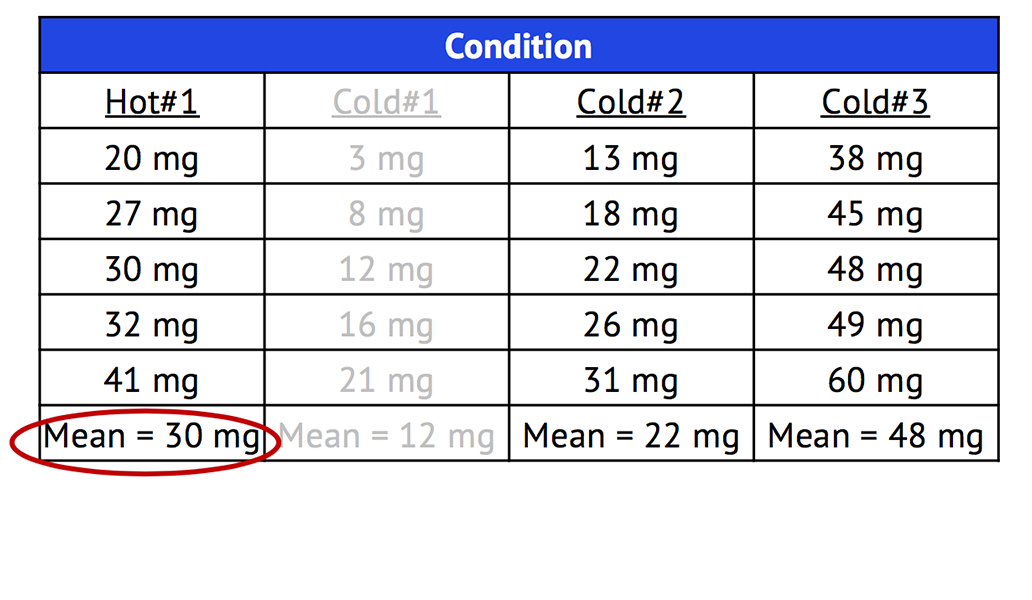 Condition
Hot#1 Cold#1 Cold#2 Cold#3
20 mg 3 mg 13 mg 38 mg
27 mg 8 mg 18 mg 45 mg
30 mg 12 mg 22 mg 48 mg
32 mg 16 mg 26 mg 49 mg
41 mg 21 mg 31 mg 60 mg
Mean = 30 mg Mean = 12 mg Mean = 22 mg Mean = 48 mg